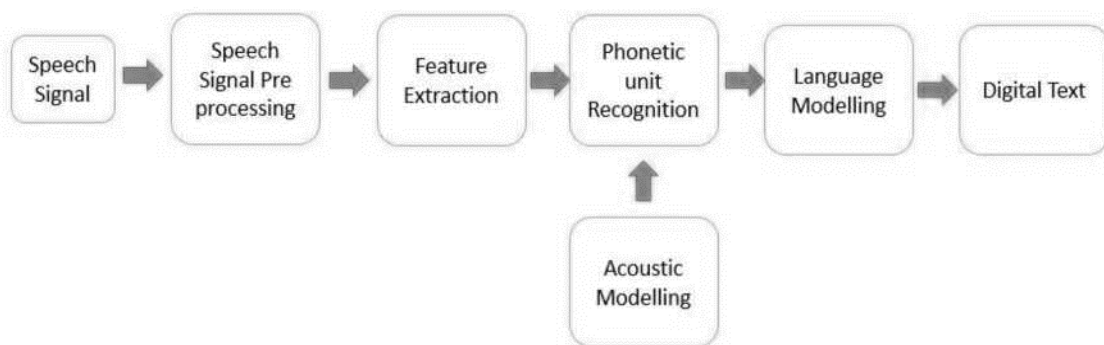 Speech
Signal
Speech
Signal Pre
processing
Feature
Extraction
Phonetic
unit
Recognition
Language
Modelling
Digital Text
Acoustic
Modelling